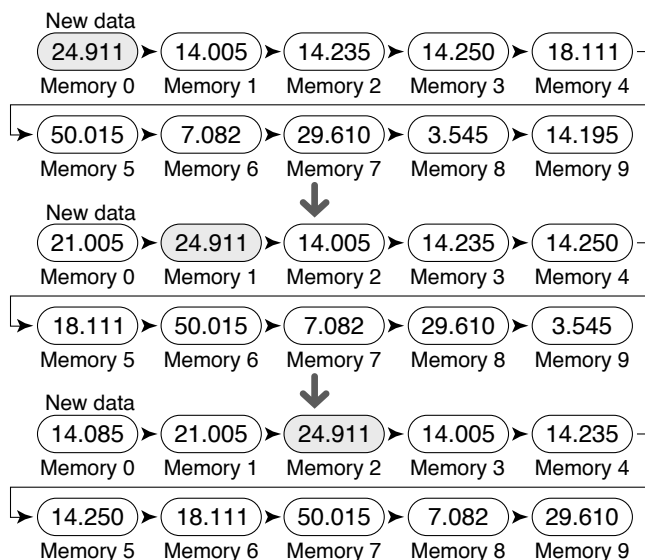 New data
24.911 14.005 14.235 14.250 18.111
Memory 0 Memory 1 Memory 2 Memory 3 Memory 4
50.015 7.082 29.610 3.545 14.195
Memory 5 Memory 6 Memory 7 Memory 8 Memory 9
New data
21.005 24.911 14.005 14.235 14.250
Memory 0 Memory 1 Memory 2 Memory 3 Memory 4
18.111 50.015 7.082 29.610 3.545
Memory 5 Memory 6 Memory 7 Memory 8 Memory 9
New data
14.085 21.005 24.911 14.005 14.235
Memory 0 Memory 1 Memory 2 Memory 3 Memory 4
14.250 18.111 50.015 7.082 29.610
Memory 5 Memory 6 Memory 7 Memory 8 Memory 9